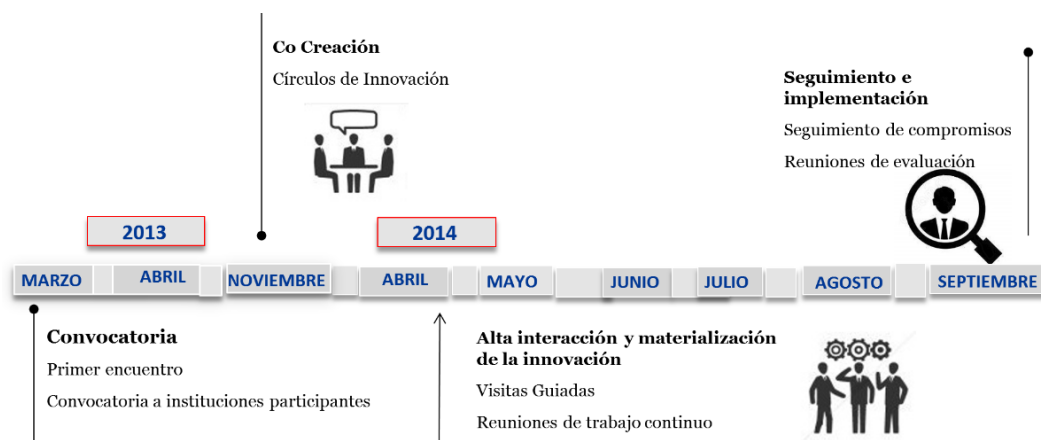 Co Creación
Círculos de Innovación
Seguimiento e
implementación
Seguimiento de compromisos
Reuniones de evaluación
2013
2014
MARZO
ABRIL
NOVIEMBRE
ABRIL
MAYO
JUNIO
JULIO
AGOSTO
SEPTIEMBRE
Convocatoria
Primer encuentro
Convocatoria a instituciones participantes
Alta interacción y materialización
de la innovación
Visitas Guiadas
Reuniones de trabajo continuo